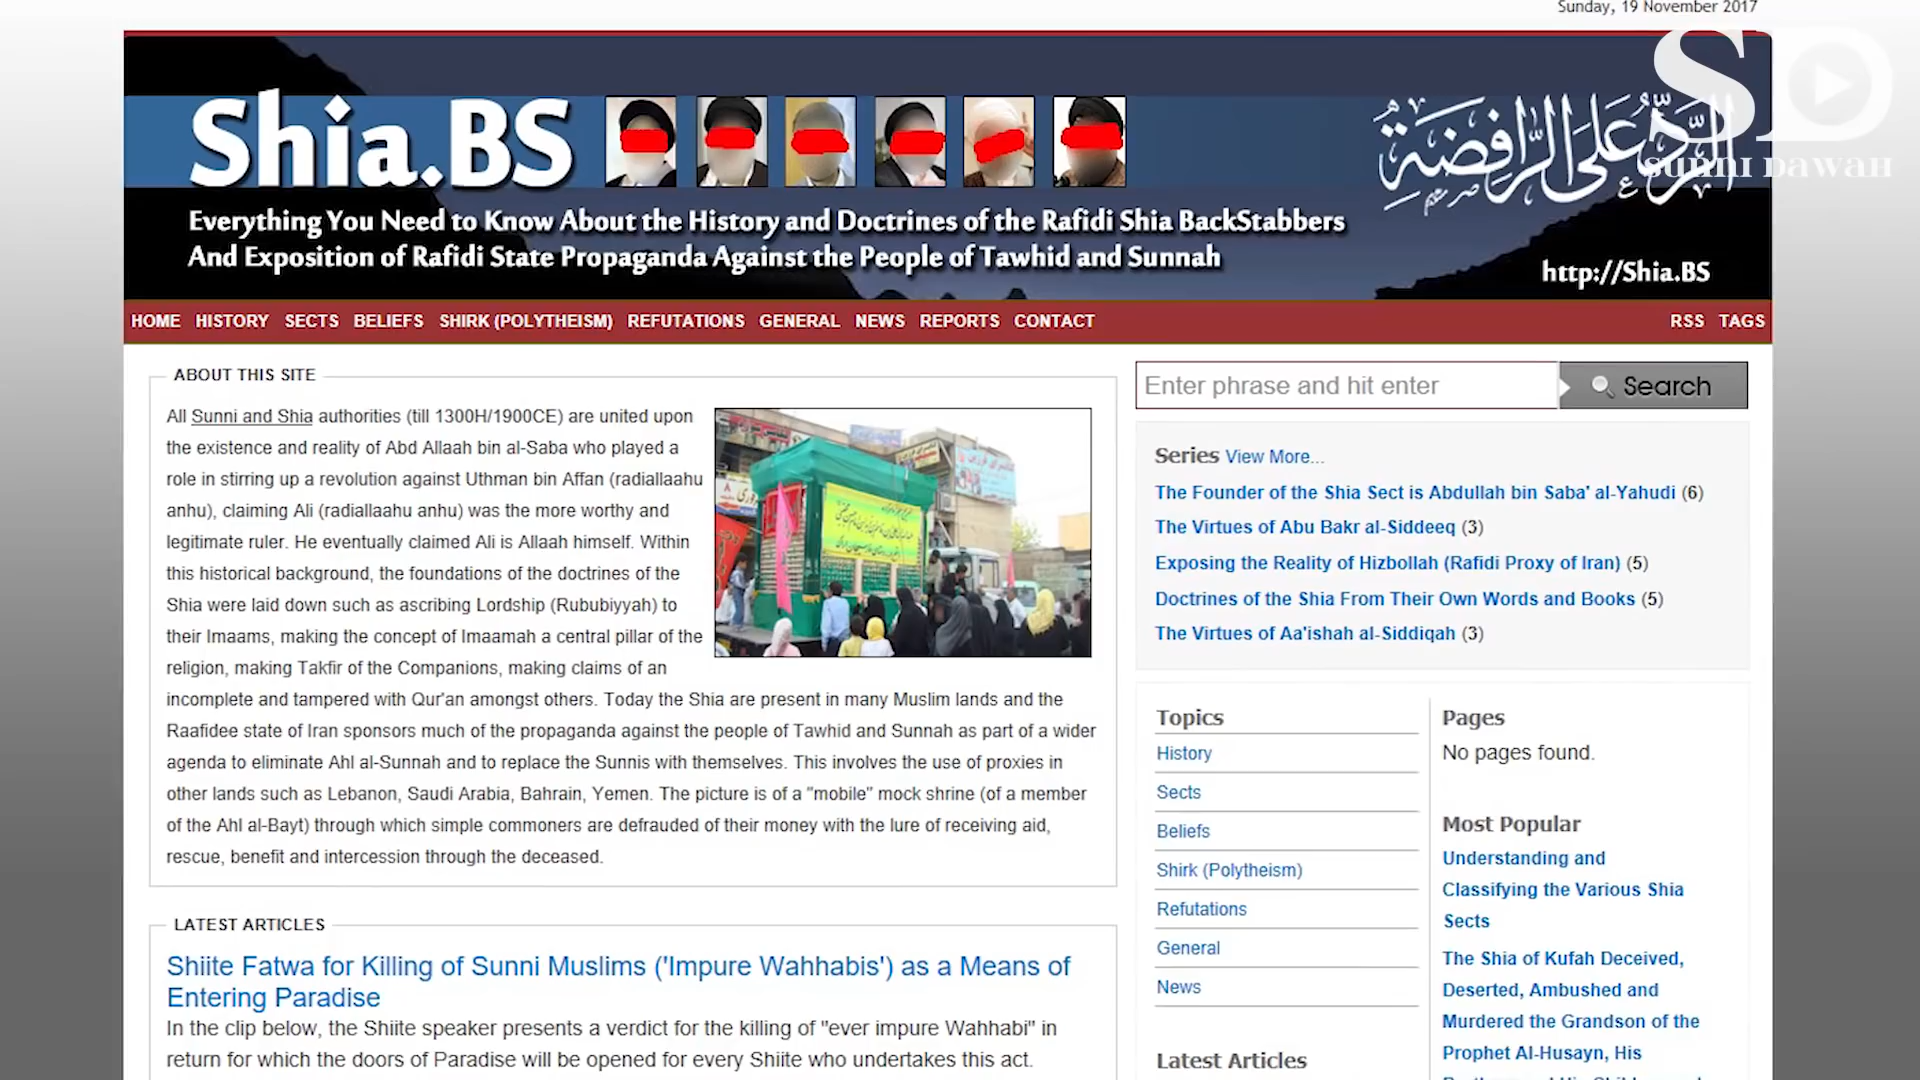 Sunday, 19 November 2017
SD
SUNNI DAWAH
Shia.BS
الرَّدُّ عَلَى الرَّافِضَةِ
Everything You Need to Know About the History and Doctrines of the Rafidi Shia BackStabbers
And Exposition of Rafidi State Propaganda Against the People of Tawhid and Sunnah
http://Shia.BS
HOME HISTORY SECTS BELIEFS SHIRK (POLYTHEISM) REFUTATIONS GENERAL NEWS REPORTS CONTACT RSS TAGS
ABOUT THIS SITE
All Sunni and Shia authorities (till 1300H/1900CE) are united upon
the existence and reality of Abd Allaah bin al-Saba who played a
role in stirring up a revolution against Uthman bin Affan (radiallaahu
anhu), claiming Ali (radiallaahu anhu) was the more worthy and
legitimate ruler. He eventually claimed Ali is Allaah himself. Within
this historical background, the foundations of the doctrines of the
Shia were laid down such as ascribing Lordship (Rububiyyah) to
their Imaams, making the concept of Imaamah a central pillar of the
religion, making Takfir of the Companions, making claims of an
incomplete and tampered with Qur'an amongst others. Today the Shia are present in many Muslim lands and the
Raafidee state of Iran sponsors much of the propaganda against the people of Tawhid and Sunnah as part of a wider
agenda to eliminate Ahl al-Sunnah and to replace the Sunnis with themselves. This involves the use of proxies in
other lands such as Lebanon, Saudi Arabia, Bahrain, Yemen. The picture is of a "mobile" mock shrine (of a member
of the Ahl al-Bayt) through which simple commoners are defrauded of their money with the lure of receiving aid,
rescue, benefit and intercession through the deceased.
LATEST ARTICLES
Shiite Fatwa for Killing of Sunni Muslims ('Impure Wahhabis') as a Means of
Entering Paradise
In the clip below, the Shiite speaker presents a verdict for the killing of "ever impure Wahhabi" in
return for which the doors of Paradise will be opened for every Shiite who undertakes this act.
Enter phrase and hit enter
Search
Series View More...
The Founder of the Shia Sect is Abdullah bin Saba' al-Yahudi (6)
The Virtues of Abu Bakr al-Siddeeq (3)
Exposing the Reality of Hizbollah (Rafidi Proxy of Iran) (5)
Doctrines of the Shia From Their Own Words and Books (5)
The Virtues of Aa'ishah al-Siddiqah (3)
Topics
History
Sects
Beliefs
Shirk (Polytheism)
Refutations
General
News
Latest Articles
Pages
No pages found.
Most Popular
Understanding and
Classifying the Various Shia
Sects
The Shia of Kufah Deceived,
Deserted, Ambushed and
Murdered the Grandson of the
Prophet Al-Husayn, His